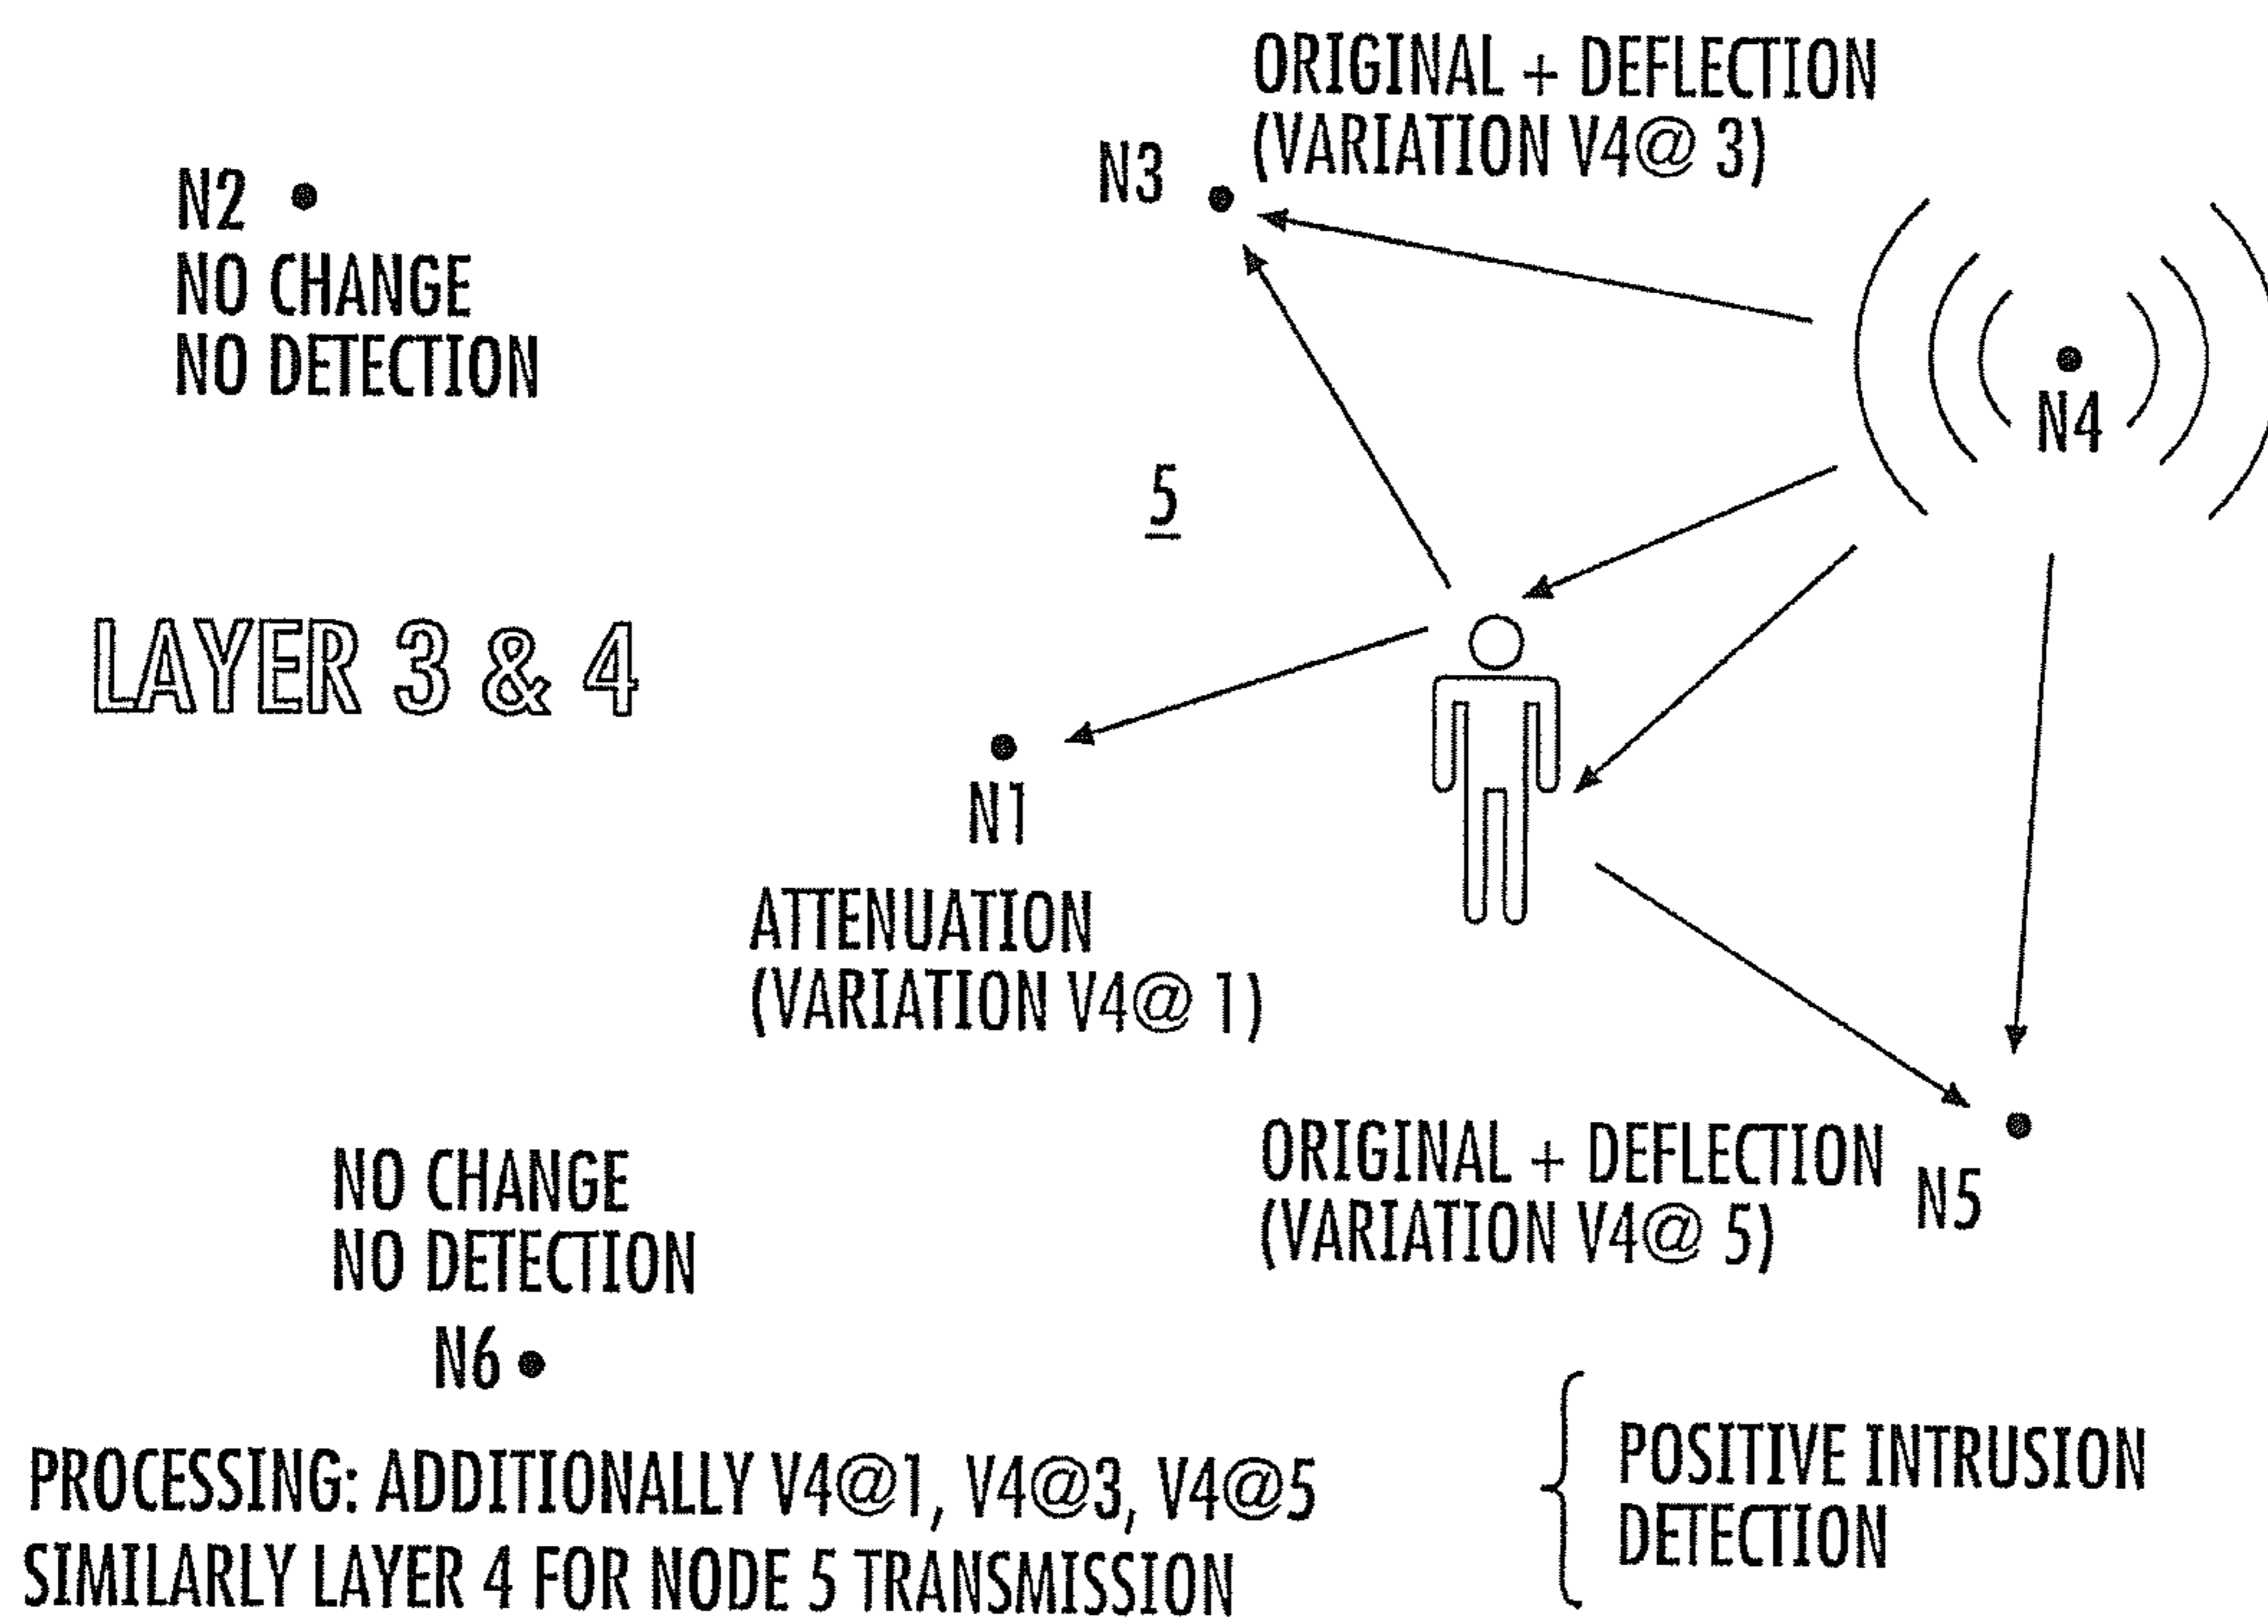 ORIGINAL + DEFLECTION
(VARIATION V4@ 3)
N3
N2
NO CHANGE
NO DETECTION
N4
5
LAYER 3 & 4
N1
ATTENUATION
(VARIATION V4@ 1)
ORIGINAL + DEFLECTION
(VARIATION V4@ 5)
N5
NO CHANGE
NO DETECTION
N6
PROCESSING: ADDITIONALLY V4@1, V4@3, V4@5
SIMILARLY LAYER 4 FOR NODE 5 TRANSMISSION
POSITIVE INTRUSION
DETECTION